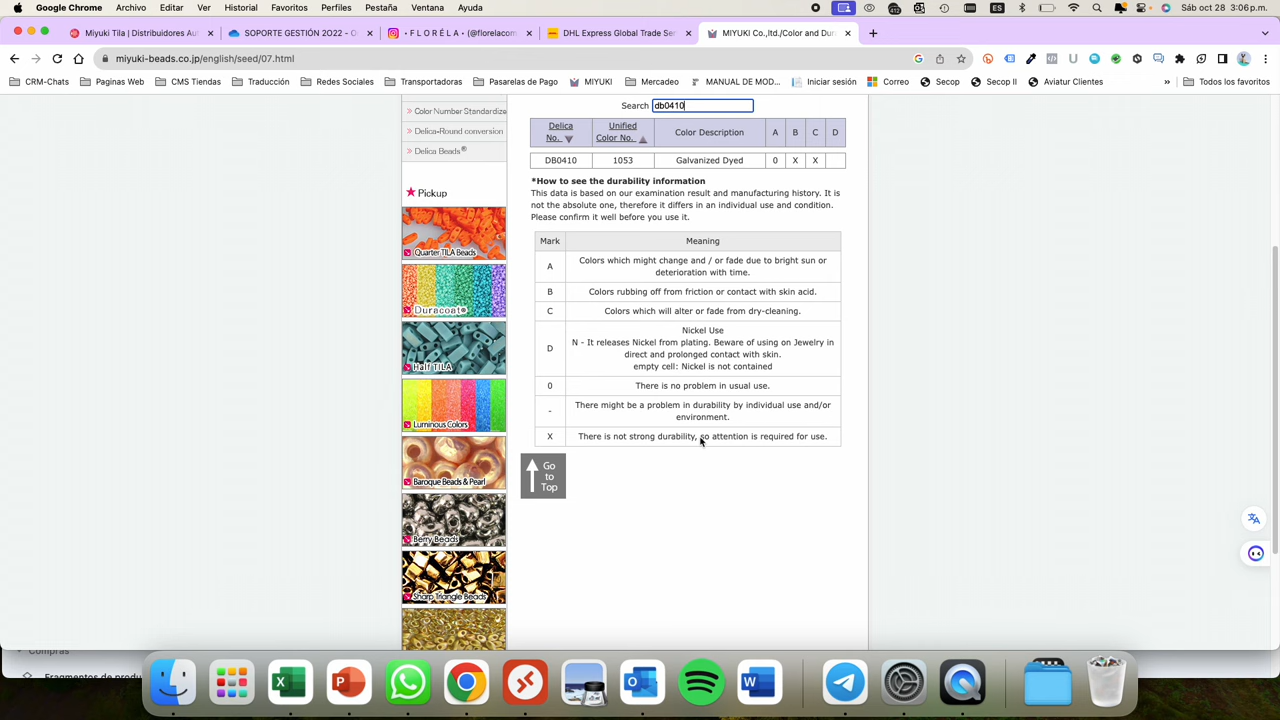 Google Chrome Archivo Editar Ver Historial Favoritos Perfiles Pestaña Ventana Ayuda ES Sáb oct 28 3:06 p.m.
Miyuki Tila | Distribuidores Au
SOPORTE GESTIÓN 2022 -
• F L O R É L A • (@florelacom
DHL Express Global Trade Ser
MIYUKI Co.,ltd./Color and Dur
miyuki-beads.co.jp/english/seed/07.html
CRM-Chats Paginas Web CMS Tiendas Traducción Redes Sociales Transportadoras Pasarelas de Pago MIYUKI Mercadeo MANUAL DE MOD... Iniciar sesión Correo Secop Secop II Aviatur Clientes Todos los favoritos
Color Number Standardize
Delica-Round conversion
Delica Beads®
Pickup
Quarter TILA Beads
Duracoat®
Half TILA
Luminous Colors
Baroque Beads & Pearl
Berry Beads
Sharp Triangle Beads
Search db0410
Delica No. Unified Color No. Color Description A B C D
DB0410 1053 Galvanized Dyed 0 X X
*How to see the durability information
This data is based on our examination result and manufacturing history. It is
not the absolute one, therefore it differs in an individual use and condition.
Please confirm it well before you use it.
Mark Meaning
A Colors which might change and / or fade due to bright sun or
deterioration with time.
B Colors rubbing off from friction or contact with skin acid.
C Colors which will alter or fade from dry-cleaning.
D Nickel Use
N - It releases Nickel from plating. Beware of using on Jewelry in
direct and prolonged contact with skin.
empty cell: Nickel is not contained
0 There is no problem in usual use.
- There might be a problem in durability by individual use and/or
environment.
X There is not strong durability, so attention is required for use.
Go
to
Top
Compras